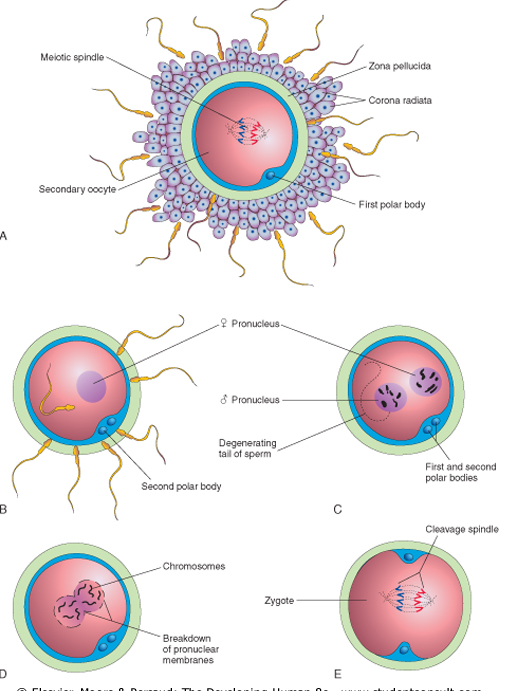 Meiotic spindle
Zona pellucida
Corona radiata
Secondary oocyte
First polar body
A
♀ Pronucleus
♂ Pronucleus
Degenerating
tail of sperm
Second polar body
First and second
polar bodies
B
C
Cleavage spindle
Chromosomes
Zygote
Breakdown
of pronuclear
membranes
D
E
© Elsevier. Moore & Persaud: The Developing Human 8e - www.studentconsult.com